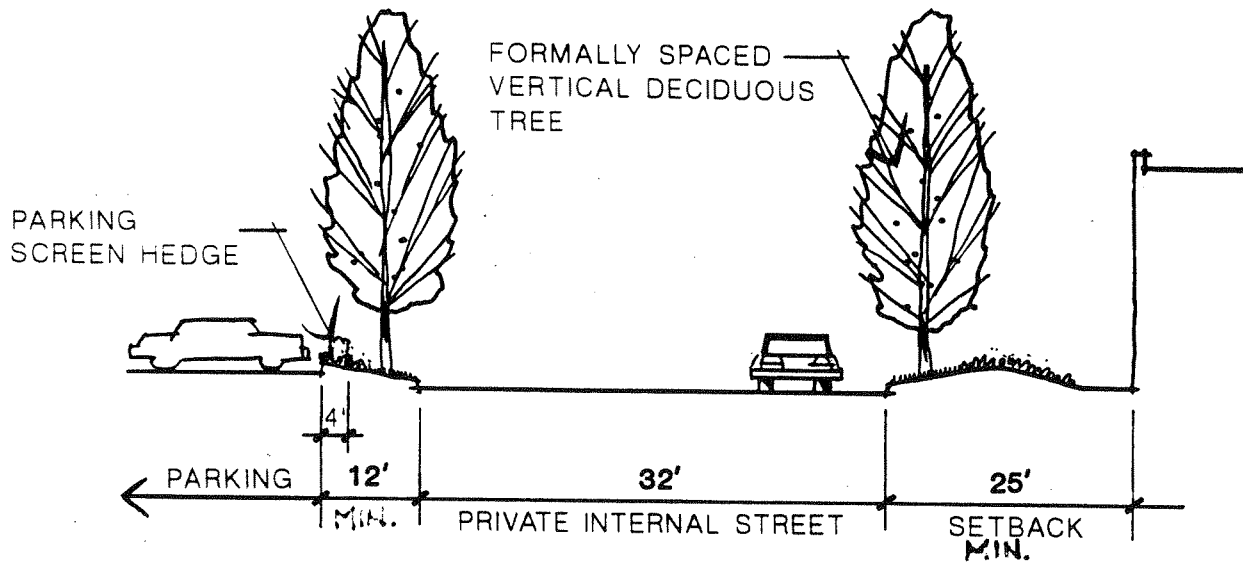 FORMALLY SPACED
VERTICAL DECIDUOUS
TREE
PARKING
SCREEN HEDGE
4'
PARKING
12'
MIN.
32'
PRIVATE INTERNAL STREET
25'
SETBACK
MIN.